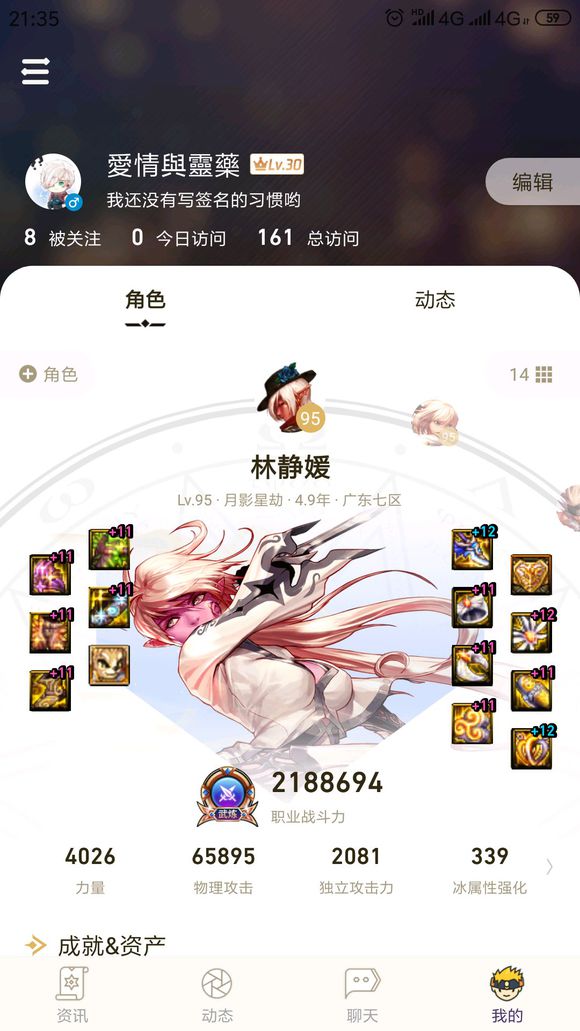 21:35 HD 4G 4G 59
愛情與靈藥 Lv.30
我还没有写签名的习惯哟
编辑
8 被关注 0 今日访问 161 总访问
角色 动态
角色 14
95
95
林静媛
Lv.95 · 月影星劫 · 4.9年 · 广东七区
+11 +12
+11
+11 +11
+11 +12
+11
+11 +11
+11
+12
武炼
2188694
职业战斗力
4026 65895 2081 339
力量 物理攻击 独立攻击力 冰属性强化
成就&资产
资讯 动态 聊天 我的